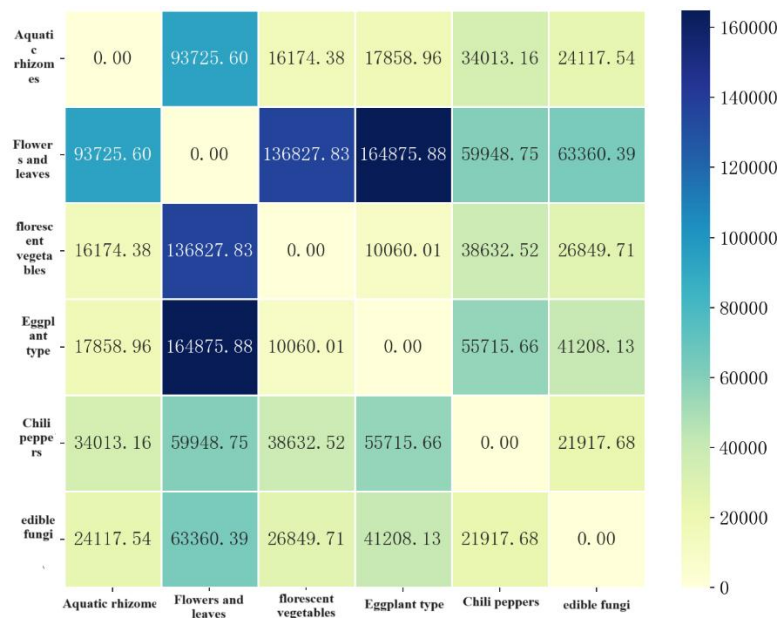 Aquati
c
rhizom
es
0.00 93725.60 16174.38 17858.96 34013.16 24117.54
Flower
s and
leaves
93725.60 0.00 136827.83 164875.88 59948.75 63360.39
floresc
ent
vegeta
bles
16174.38 136827.83 0.00 10060.01 38632.52 26849.71
Eggpl
ant
type
17858.96 164875.88 10060.01 0.00 55715.66 41208.13
Chili
peppe
rs
34013.16 59948.75 38632.52 55715.66 0.00 21917.68
edible
fungi
24117.54 63360.39 26849.71 41208.13 21917.68 0.00
Aquatic rhizome
Flowers and
leaves
florescent
vegetables
Eggplant type
Chili peppers
edible fungi
160000
140000
120000
100000
80000
60000
40000
20000
0